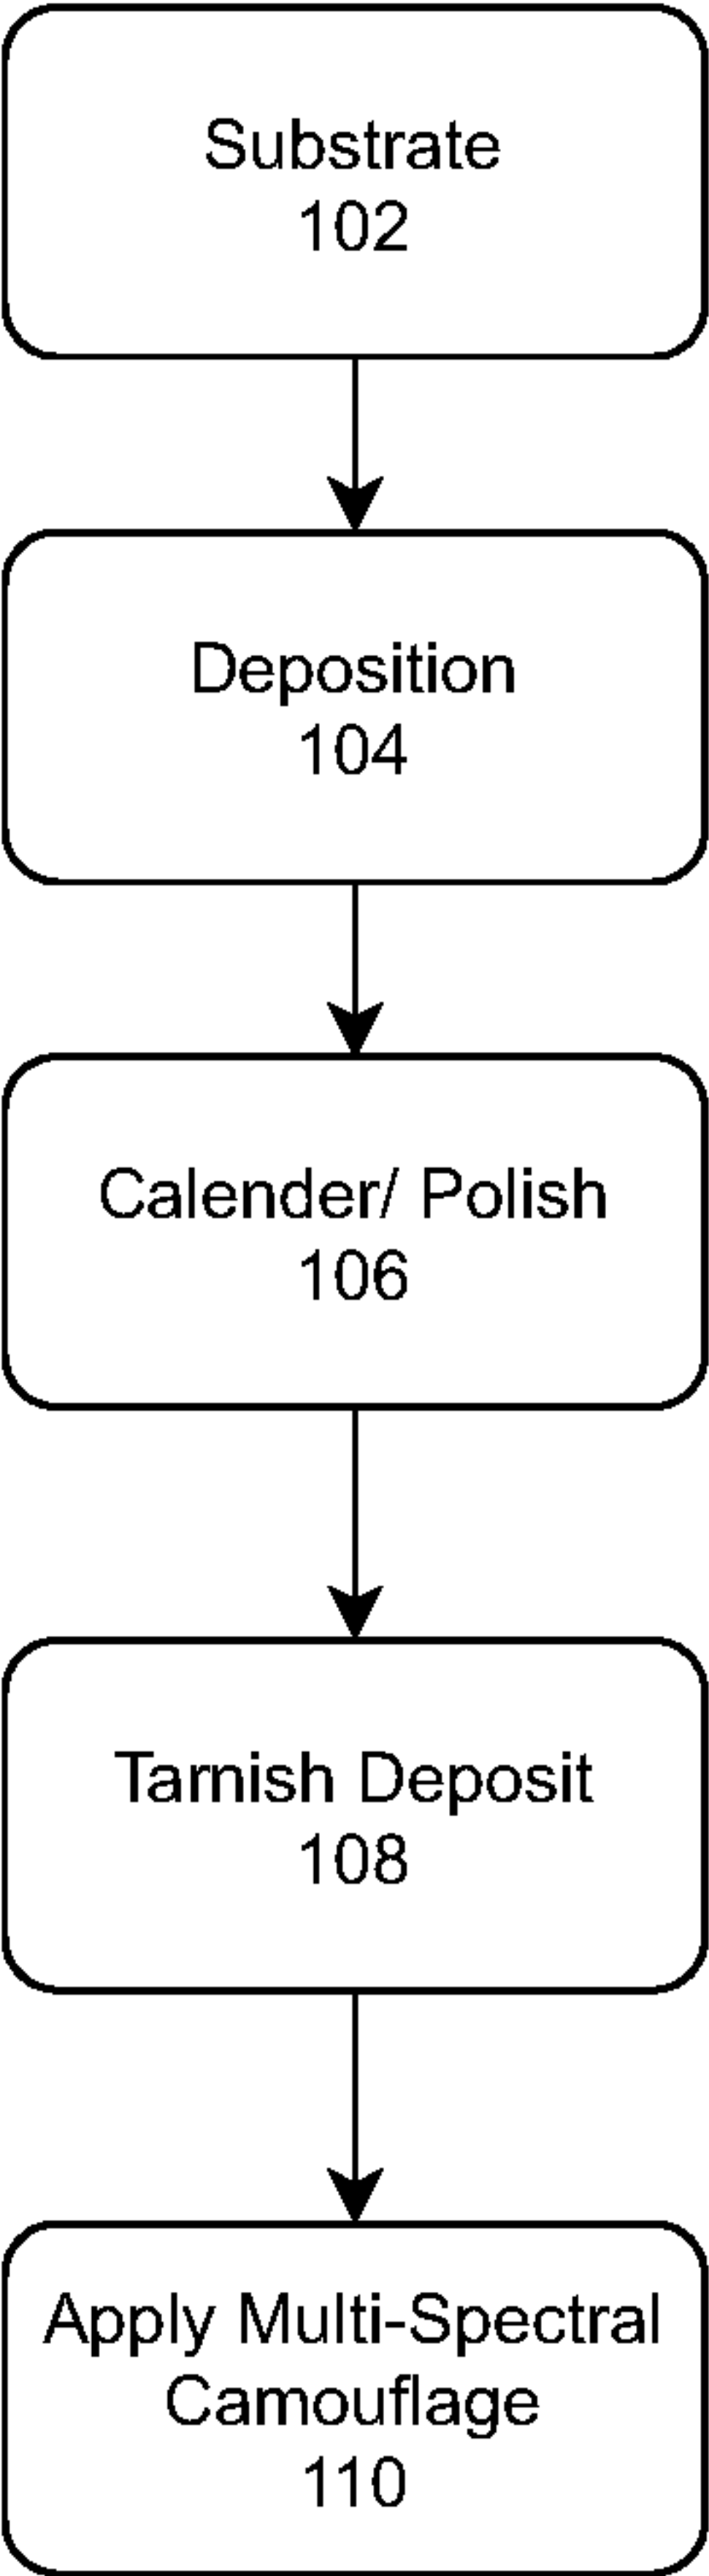 Substrate
102
Deposition
104
Calender/ Polish
106
Tarnish Deposit
108
Apply Multi-Spectral
Camouflage
110